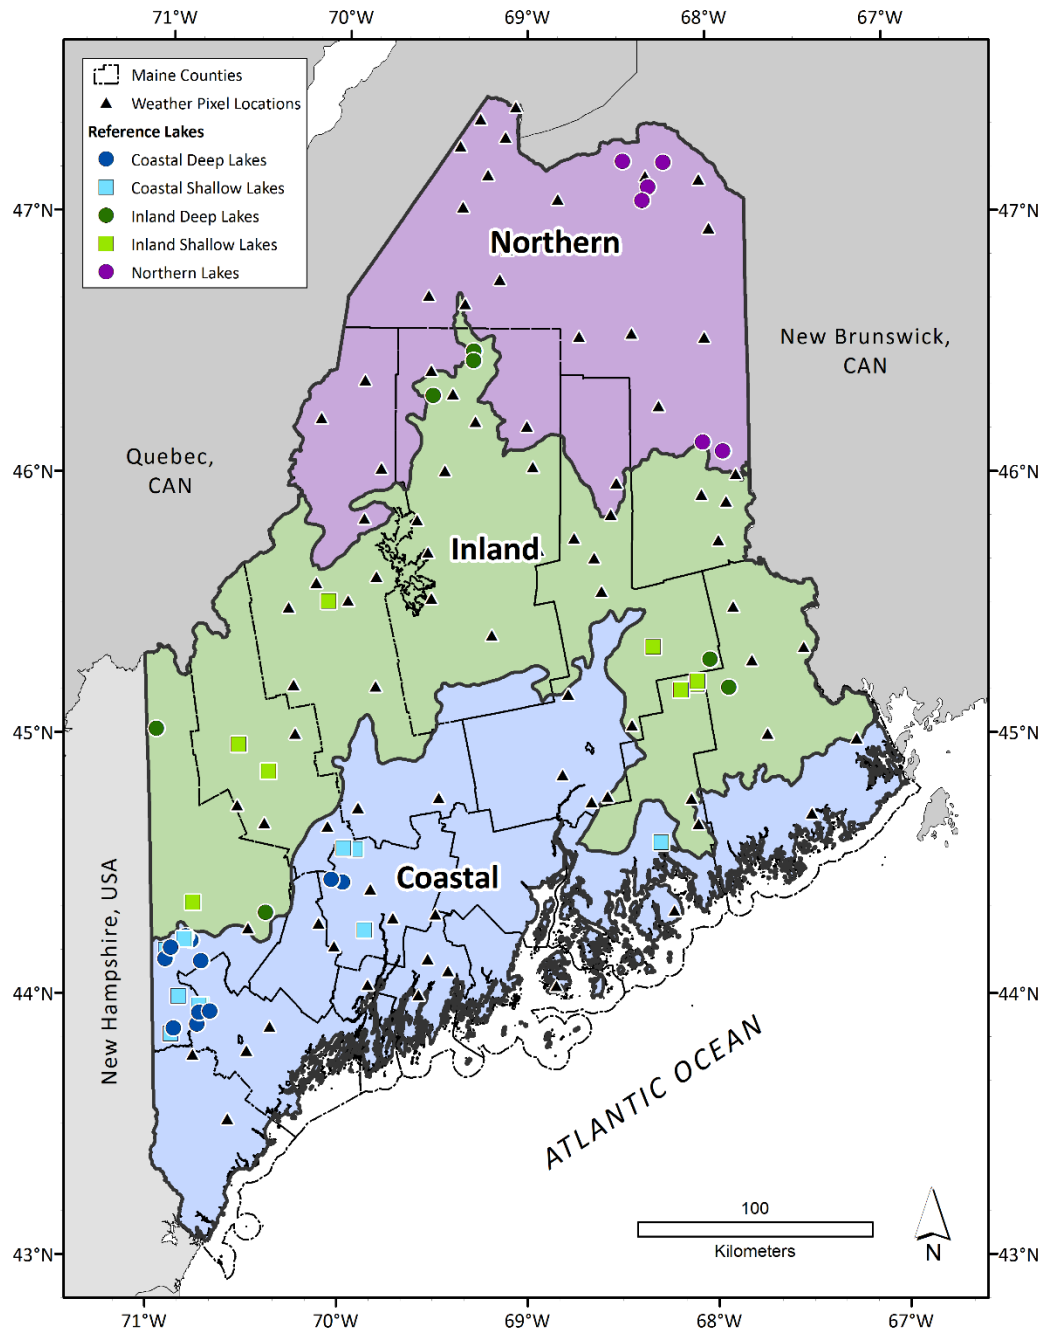 71°W 70°W 69°W 68°W 67°W
Maine Counties
Weather Pixel Locations
Reference Lakes
Coastal Deep Lakes
Coastal Shallow Lakes
Inland Deep Lakes
Inland Shallow Lakes
Northern Lakes
47°N 47°N
Northern
New Brunswick,
CAN
Quebec,
CAN
46°N 46°N
Inland
45°N 45°N
Coastal
New Hampshire, USA
44°N 44°N
ATLANTIC OCEAN
100
Kilometers
N
43°N 43°N
71°W 70°W 69°W 68°W 67°W